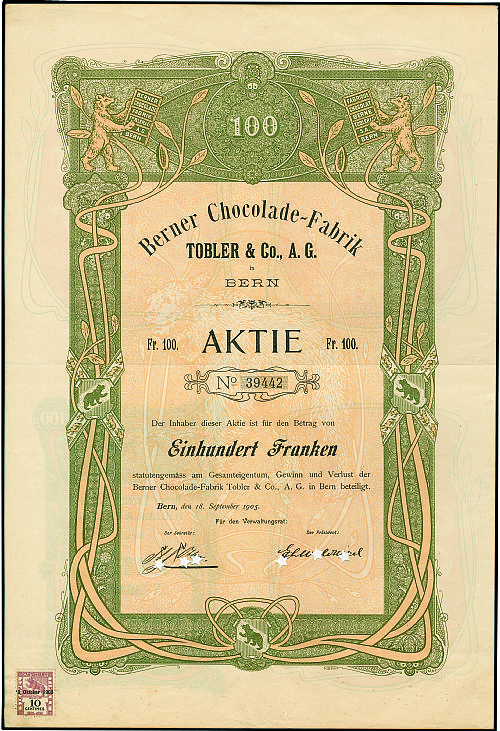 100
Berner Chocolade-Fabrik
TOBLER & Co., A. G.
in
BERN
Fr. 100. AKTIE Fr. 100.
No 39442
Der Inhaber dieser Aktie ist für den Betrag von
Einhundert Franken
statutengemäss am Gesamteigentum, Gewinn und Verlust der
Berner Chocolade-Fabrik Tobler & Co., A. G. in Bern beteiligt.
Bern, den 18. September 1905.
Für den Verwaltungsrat:
Der Secretär: Der Präsident:
10